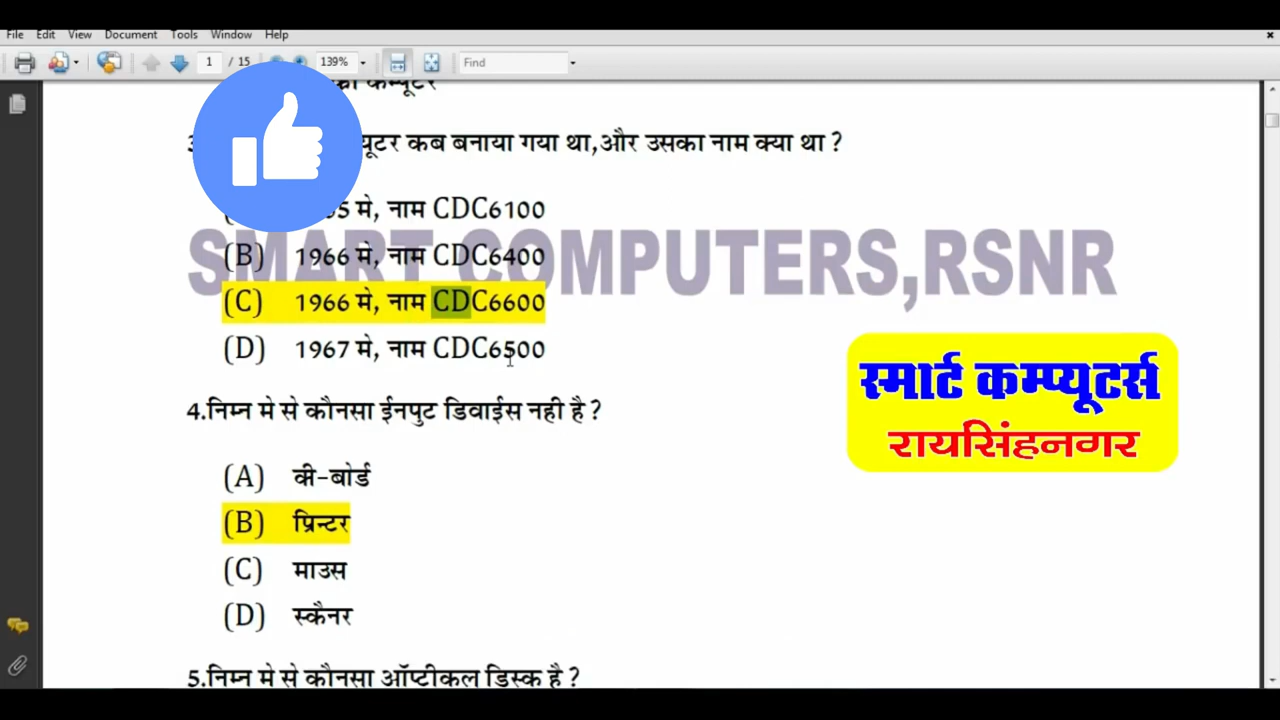 File Edit View Document Tools Window Help
1 / 15 139% Find
कम्प्यूटर
कब बनाया गया था,और उसका नाम क्या था ?
मे, नाम CDC6100
(B) 1966 मे, नाम CDC6400
SMART COMPUTERS,RSNR
(C) 1966 मे, नाम CDC6600
(D) 1967 मे, नाम CDC6500
स्मार्ट कम्प्यूटर्स
रायसिंहनगर
4.निम्न मे से कौनसा ईनपुट डिवाईस नही है ?
(A) की-बोर्ड
(B) प्रिन्टर
(C) माउस
(D) स्कैनर
5.निम्न मे से कौनसा ऑप्टीकल डिस्क है ?